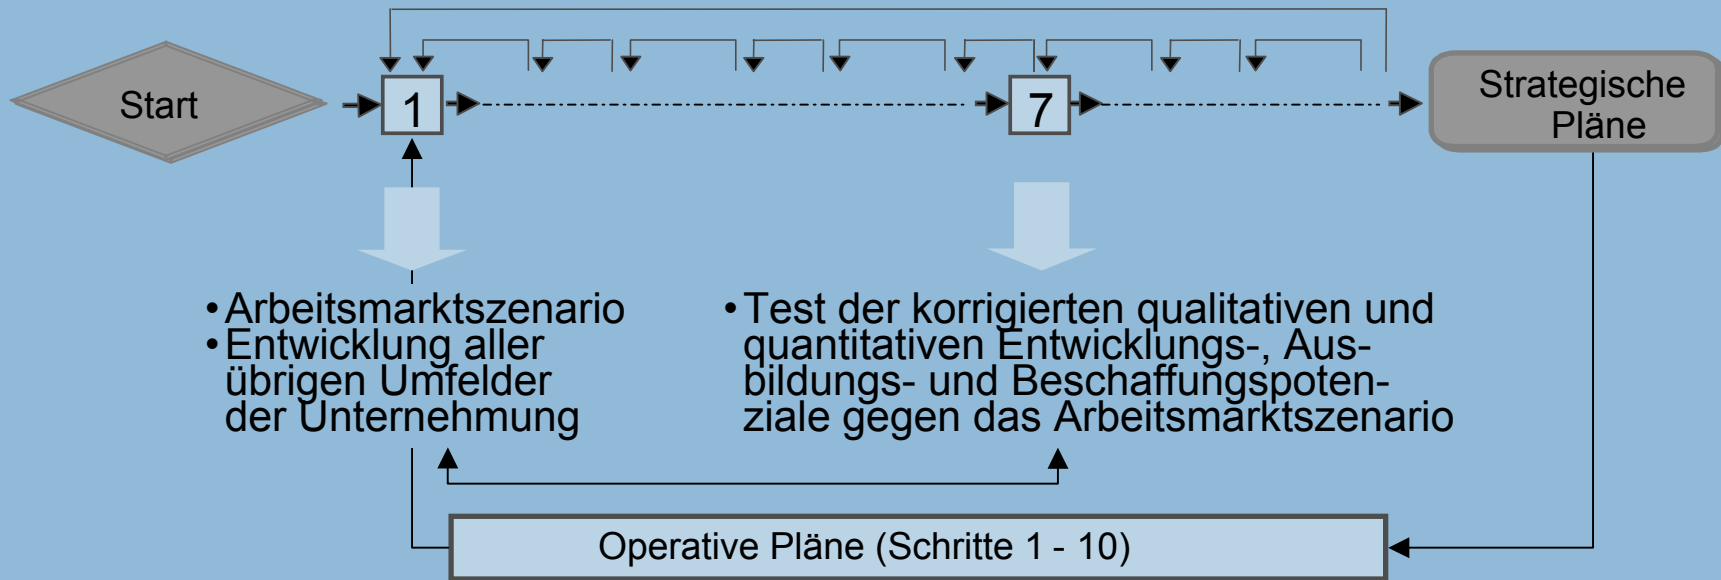 Start
1
7
Strategische
Pläne
•Arbeitsmarktszenario
•Entwicklung aller
übrigen Umfelder
der Unternehmung
•Test der korrigierten qualitativen und
quantitativen Entwicklungs-, Aus-
bildungs- und Beschaffungspoten-
ziale gegen das Arbeitsmarktszenario
Operative Pläne (Schritte 1 - 10)